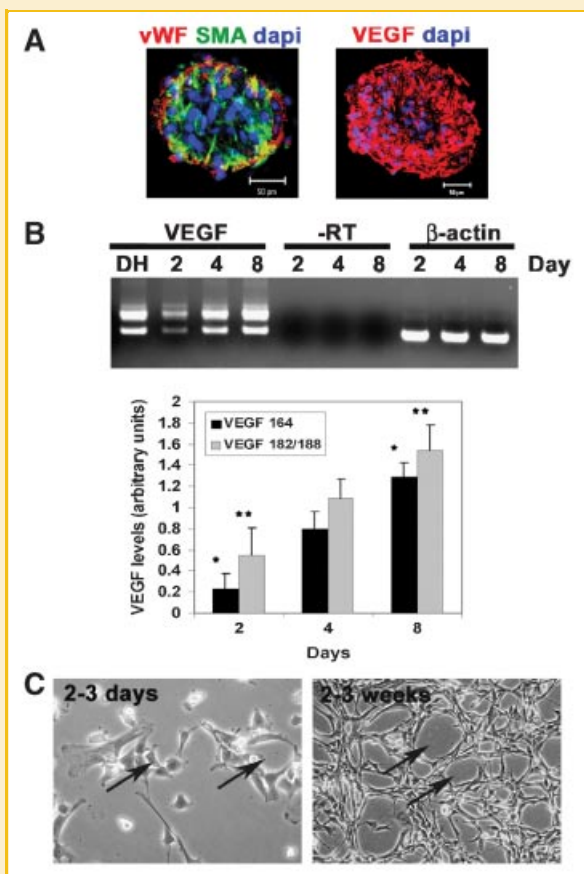 A
vWF SMA dapi
VEGF dapi
50 µm
50 µm
B
VEGF
-RT
β-actin
DH 2 4 8 2 4 8 2 4 8 Day
VEGF levels (arbitrary units)
2
1.8
1.6
1.4
1.2
1
0.8
0.6
0.4
0.2
0
VEGF 164
VEGF 182/188
*
**
*
**
2 4 8
Days
C
2-3 days
2-3 weeks